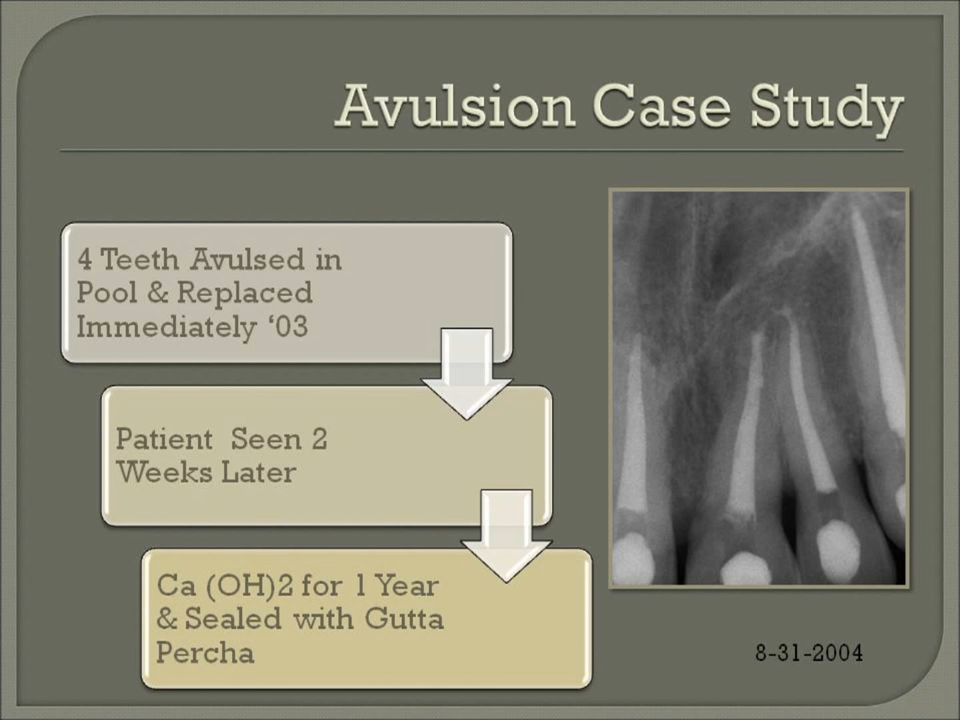 Avulsion Case Study
4 Teeth Avulsed in
Pool & Replaced
Immediately ‘03
Patient  Seen 2
Weeks Later
Ca (OH)2 for 1 Year
& Sealed with Gutta
Percha
8-31-2004